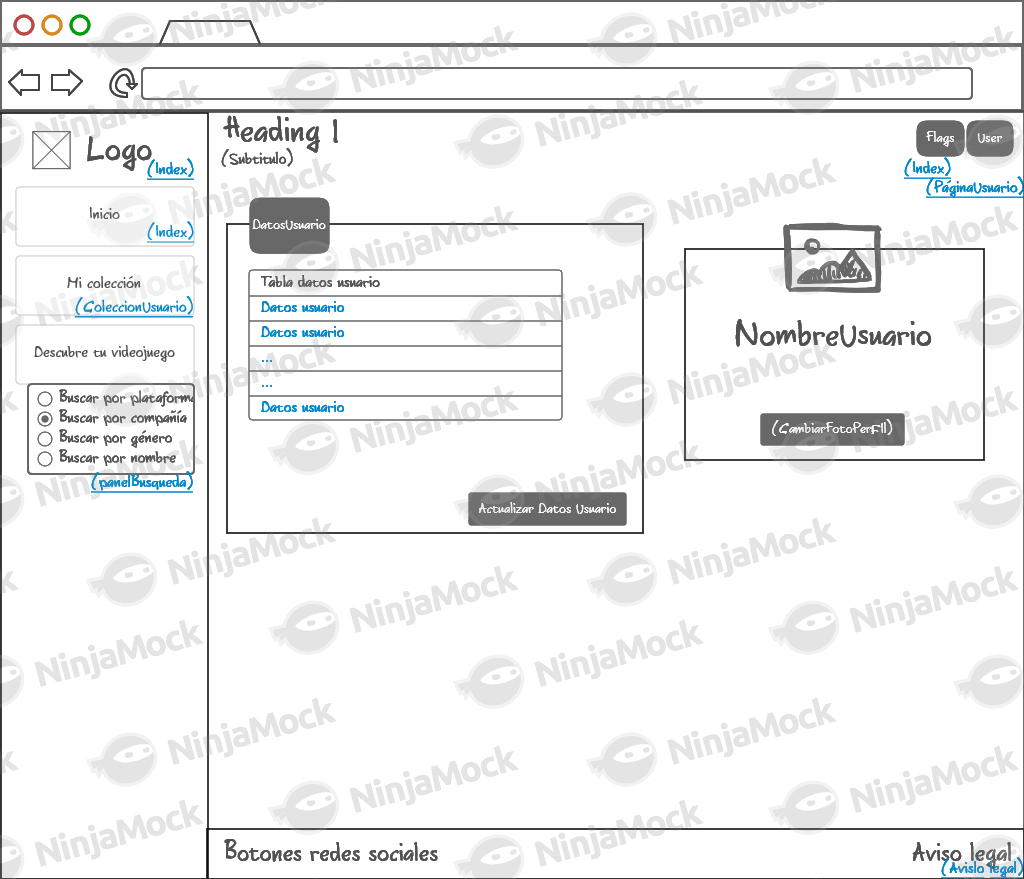 Logo
(Index)
Inicio
(Index)
Mi colección
(ColeccionUsuario)
Descubre tu videojuego
Buscar por plataforma
Buscar por compañía
Buscar por género
Buscar por nombre
(panelBusqueda)
Heading 1
(Subtitulo)
Flags
User
(Index)
(PáginaUsuario)
DatosUsuario
Tabla datos usuario
Datos usuario
Datos usuario
...
...
Datos usuario
Actualizar Datos Usuario
NombreUsuario
(CambiarFotoPerfil)
Botones redes sociales
Aviso legal
(Avislo legal)
NinjaMock